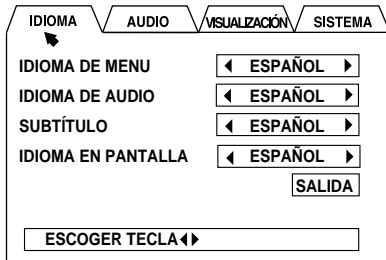 IDIOMA AUDIO VISUALIZACIÓN SISTEMA
IDIOMA DE MENU ESPAÑOL
IDIOMA DE AUDIO ESPAÑOL
SUBTÍTULO ESPAÑOL
IDIOMA EN PANTALLA ESPAÑOL
SALIDA
ESCOGER TECLA